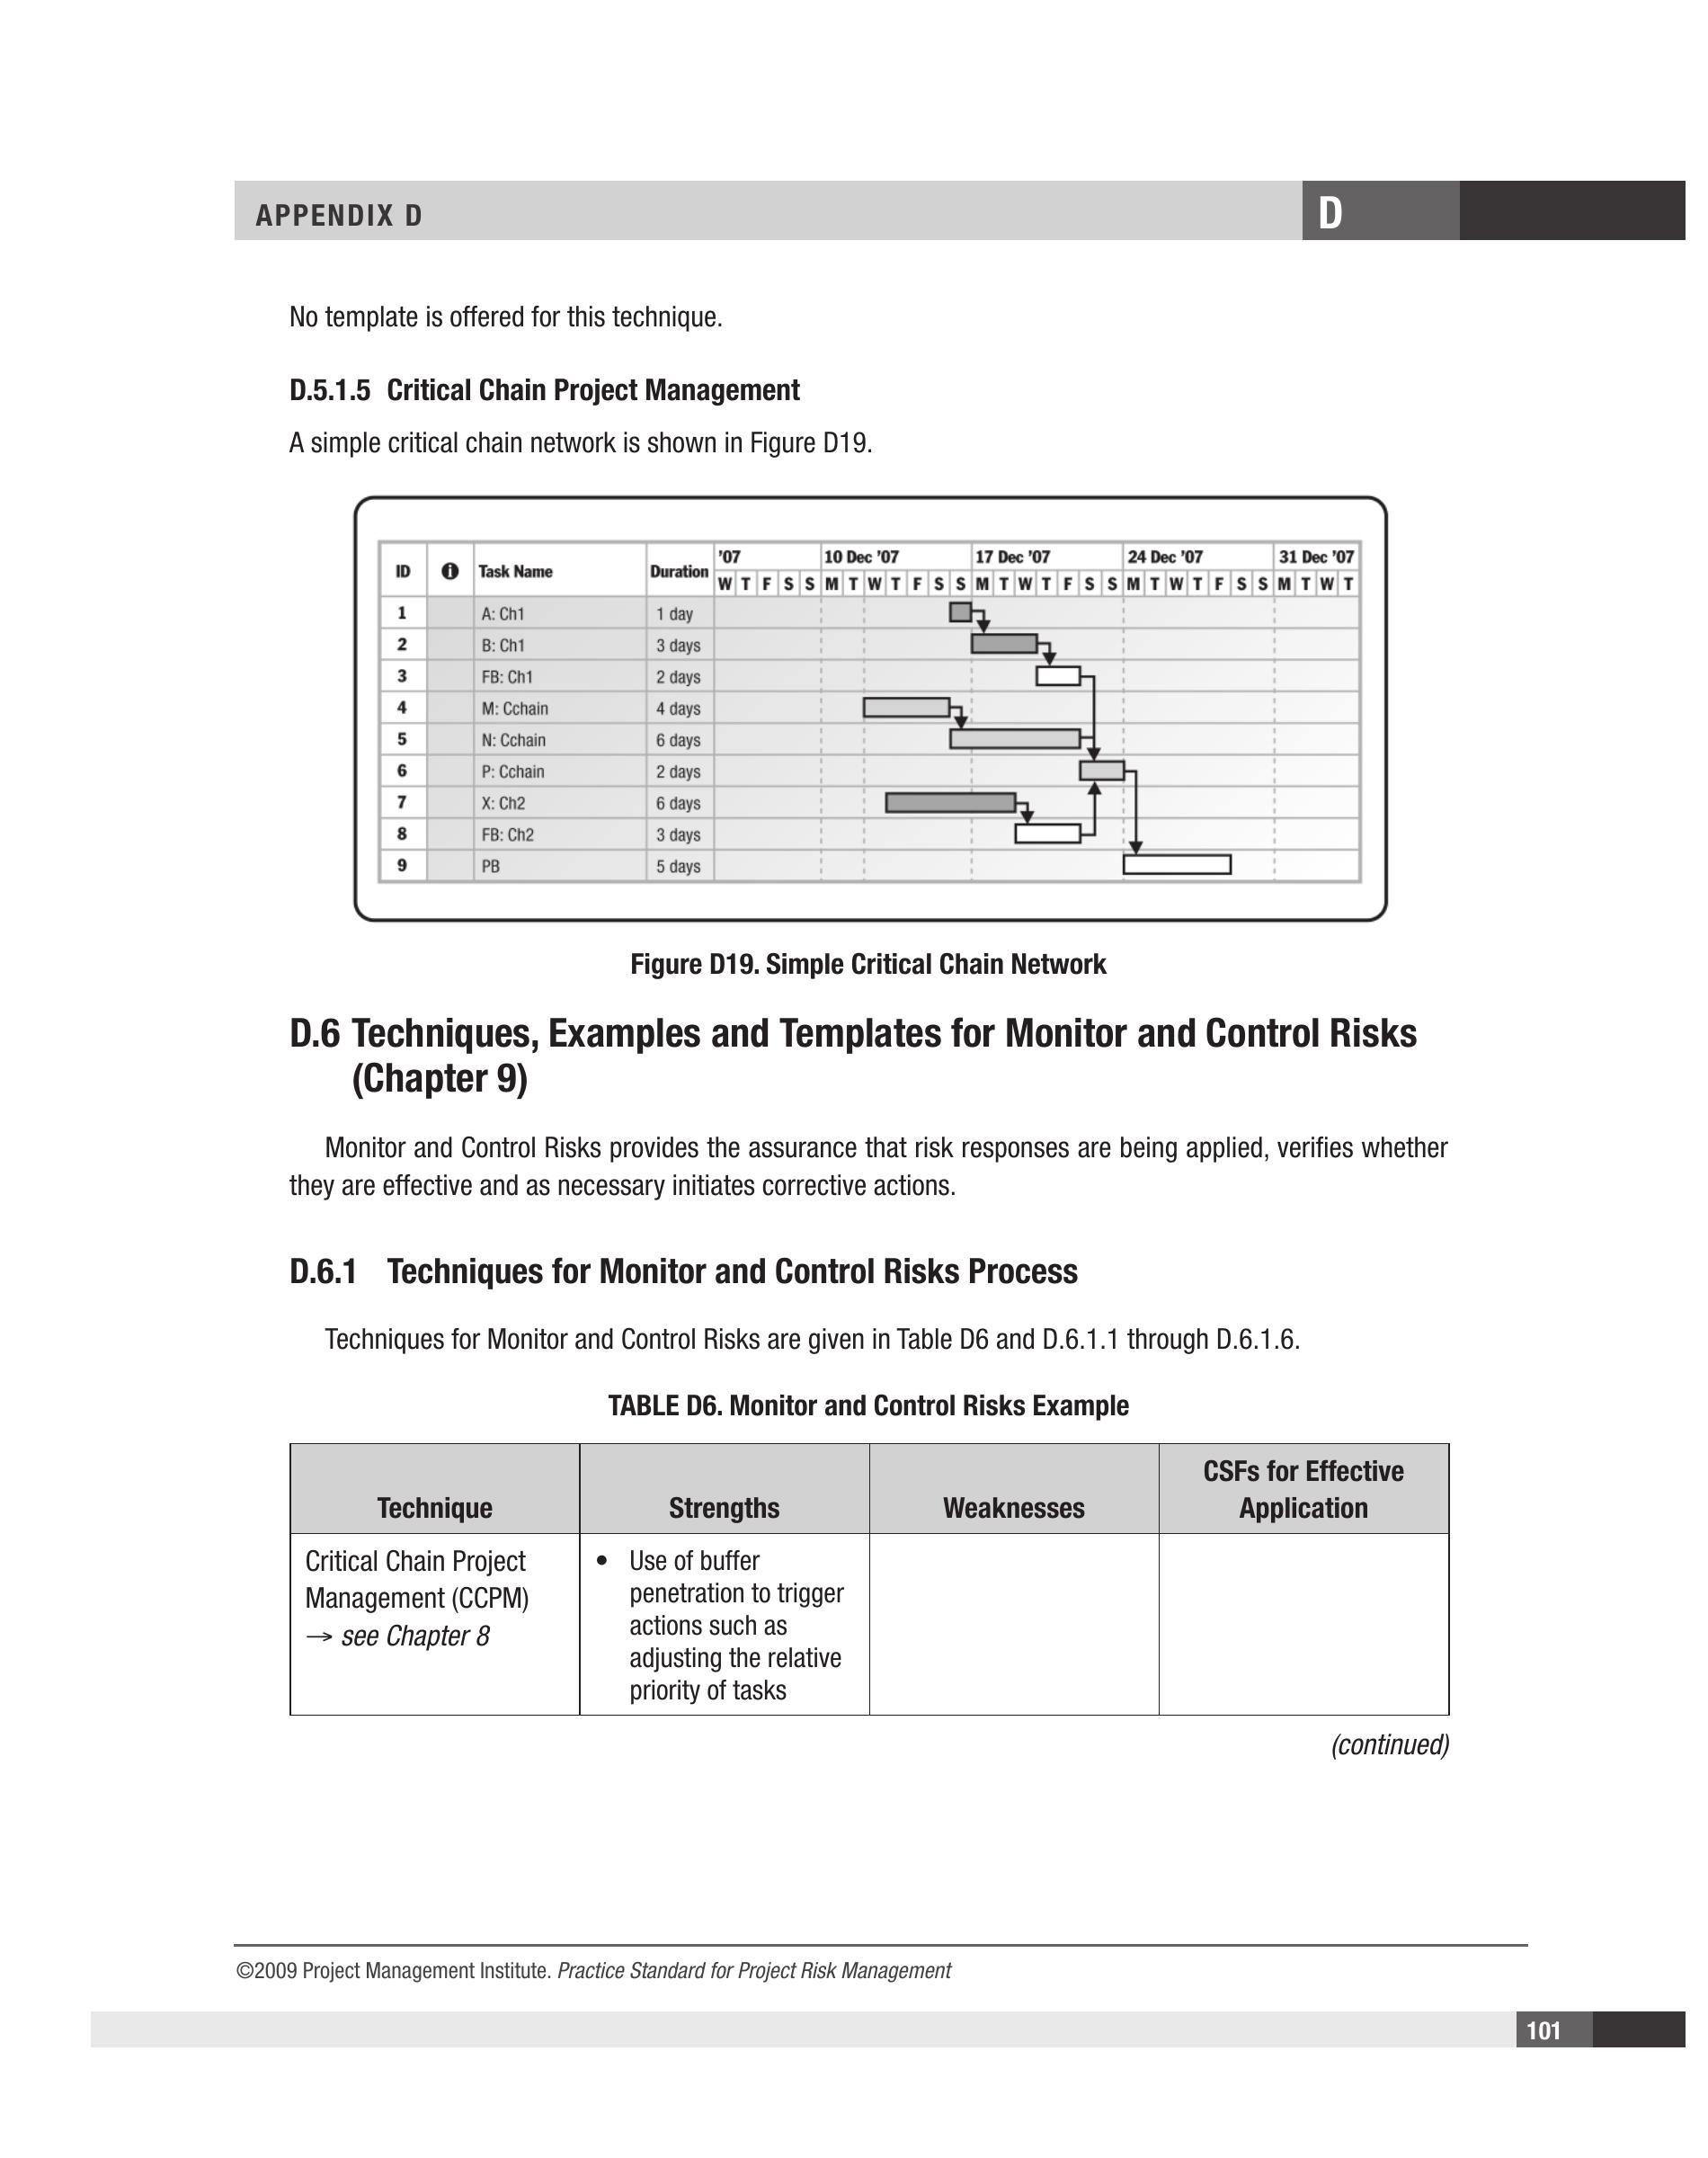 APPENDIX D
D
No template is offered for this technique.
D.5.1.5 Critical Chain Project Management
A simple critical chain network is shown in Figure D19.
ID i Task Name Duration '07 10 Dec '07 17 Dec '07 24 Dec '07 31 Dec '07
W T F S S M T W T F S S M T W T F S S M T W T F S S M T W T
1 A: Ch1 1 day
2 B: Ch1 3 days
3 FB: Ch1 2 days
4 M: Cchain 4 days
5 N: Cchain 6 days
6 P: Cchain 2 days
7 X: Ch2 6 days
8 FB: Ch2 3 days
9 PB 5 days
Figure D19. Simple Critical Chain Network
D.6 Techniques, Examples and Templates for Monitor and Control Risks
(Chapter 9)
Monitor and Control Risks provides the assurance that risk responses are being applied, verifies whether
they are effective and as necessary initiates corrective actions.
D.6.1 Techniques for Monitor and Control Risks Process
Techniques for Monitor and Control Risks are given in Table D6 and D.6.1.1 through D.6.1.6.
TABLE D6. Monitor and Control Risks Example
Technique Strengths Weaknesses CSFs for Effective
Application
Critical Chain Project
Management (CCPM)
→ see Chapter 8
• Use of buffer
penetration to trigger
actions such as
adjusting the relative
priority of tasks
(continued)
©2009 Project Management Institute. Practice Standard for Project Risk Management
101